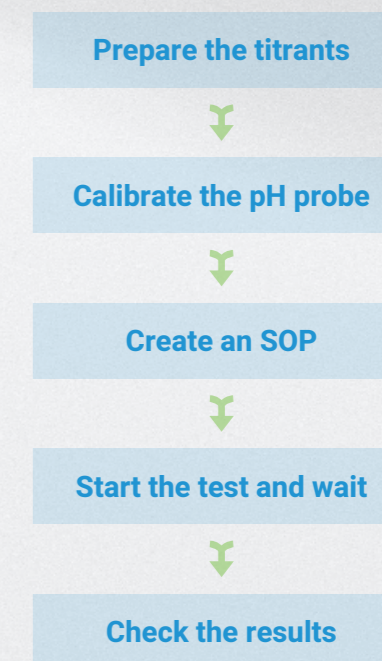 Prepare the titrants
Calibrate the pH probe
Create an SOP
Start the test and wait
Check the results